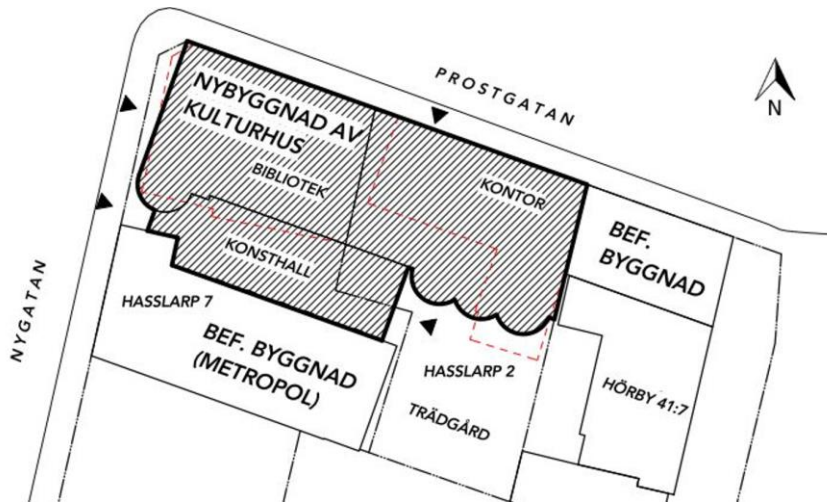 PROSTGATAN
N
NYBYGGNAD AV
KULTURHUS
BIBLIOTEK
KONTOR
KONSTHALL
BEF.
BYGGNAD
NYGATAN
HASSLARP 7
BEF. BYGGNAD
(METROPOL)
HASSLARP 2
TRÄDGÅRD
HÖRBY 41:7